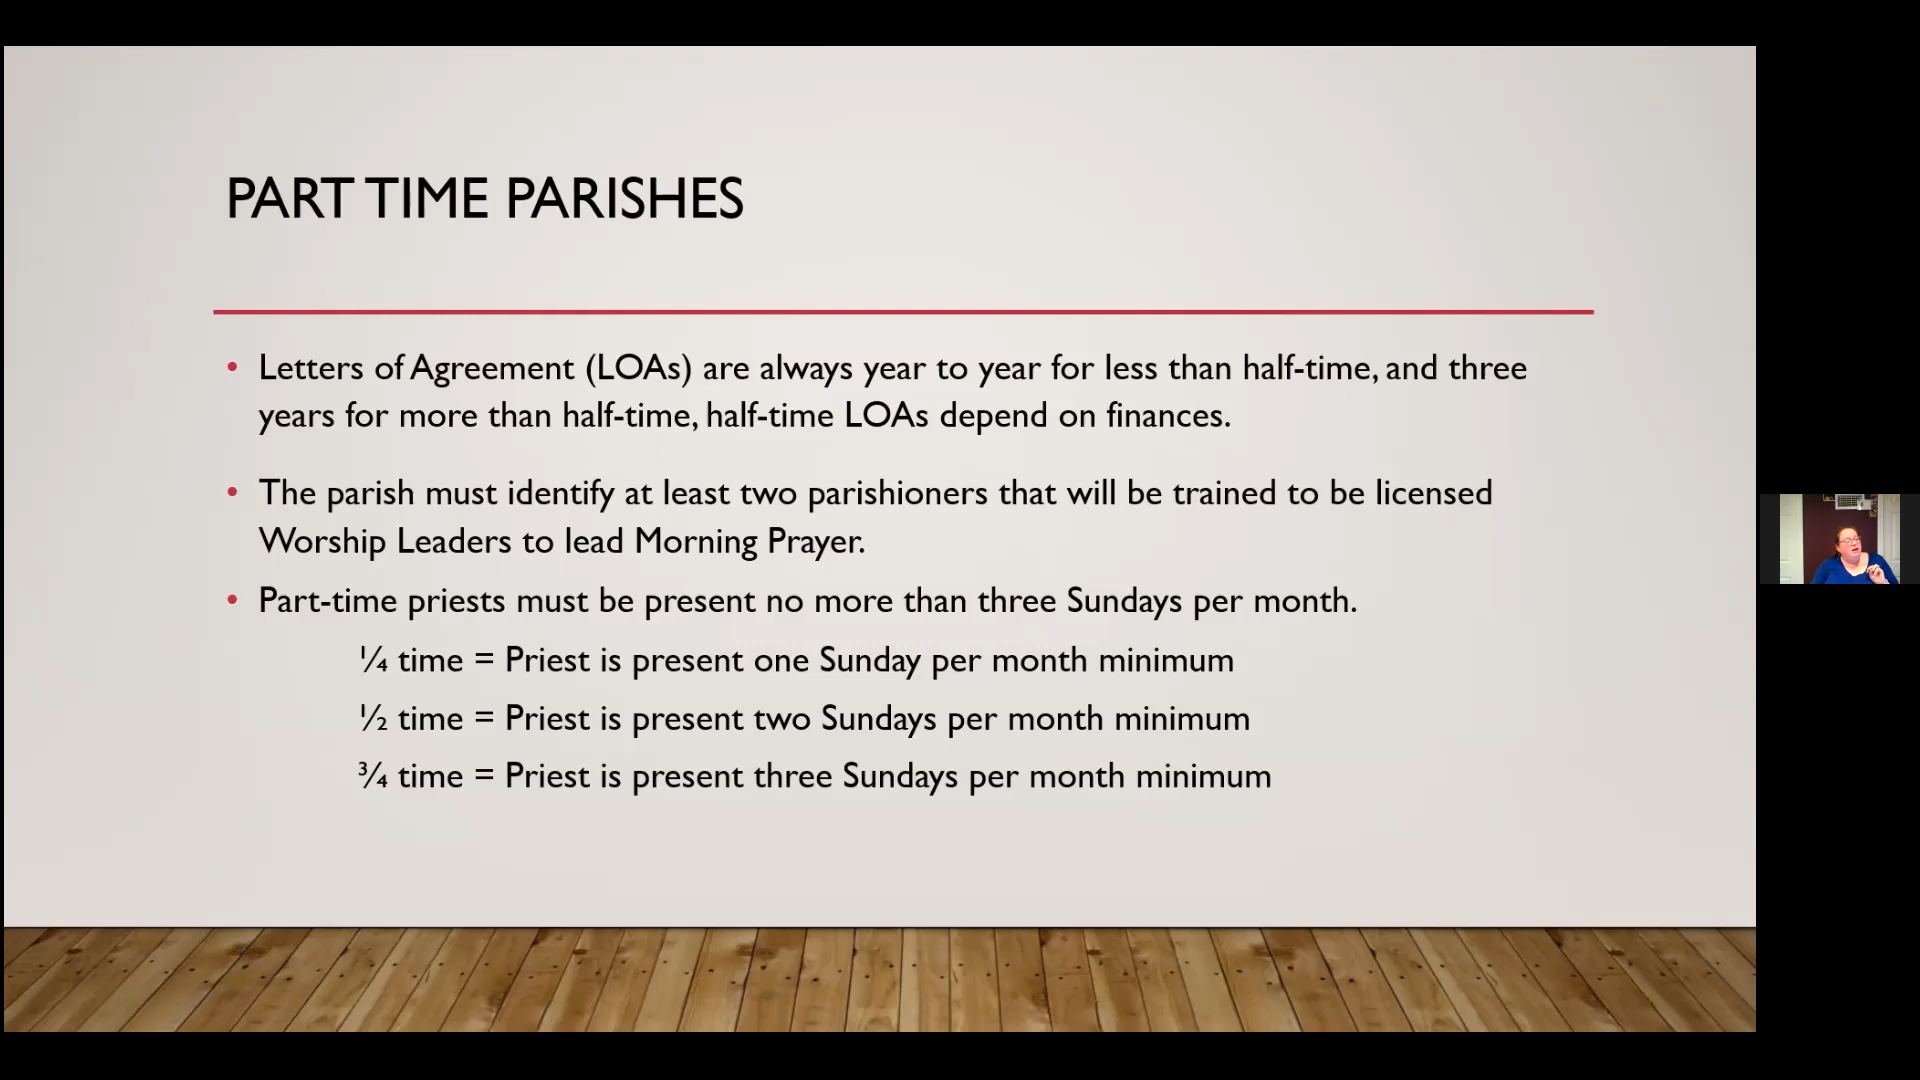 PART TIME PARISHES
• Letters of Agreement (LOAs) are always year to year for less than half-time, and three
years for more than half-time, half-time LOAs depend on finances.
• The parish must identify at least two parishioners that will be trained to be licensed
Worship Leaders to lead Morning Prayer.
• Part-time priests must be present no more than three Sundays per month.
¼ time = Priest is present one Sunday per month minimum
½ time = Priest is present two Sundays per month minimum
¾ time = Priest is present three Sundays per month minimum